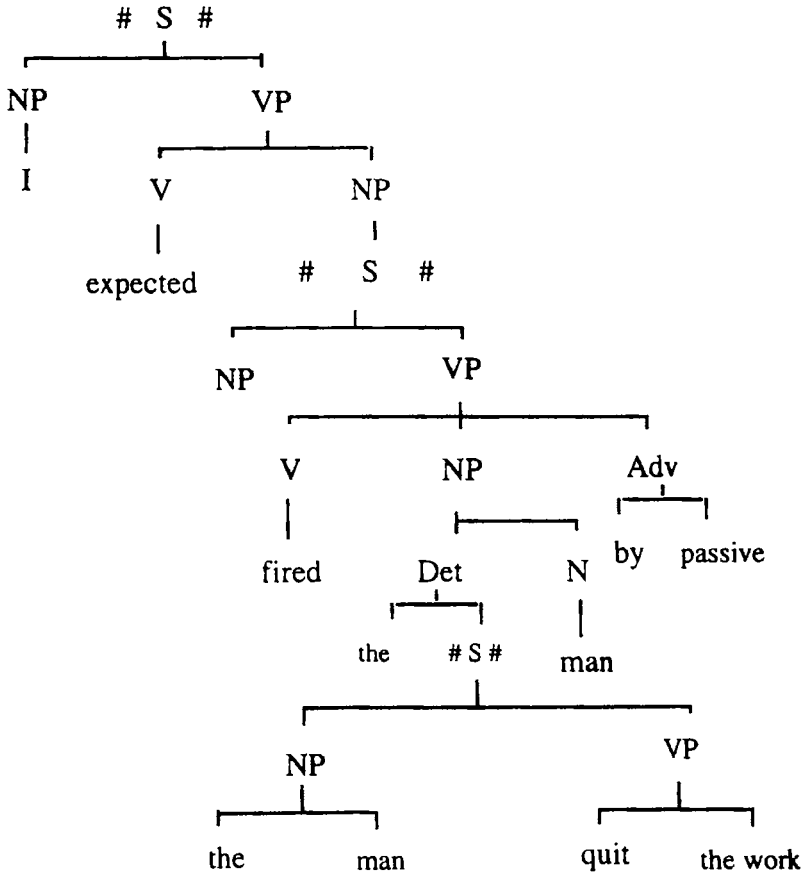 # S #
NP VP
I V NP
expected # S #
NP VP
V NP Adv
fired Det N by passive
the # S # man
NP VP
the man quit the work